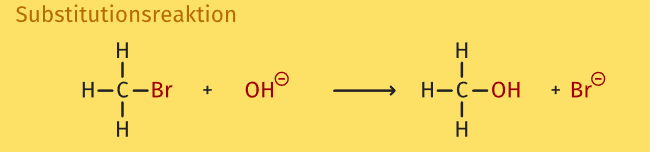 Substitutionsreaktion
H H
H–C–Br + OH⊖ → H–C–OH + Br⊖
H H